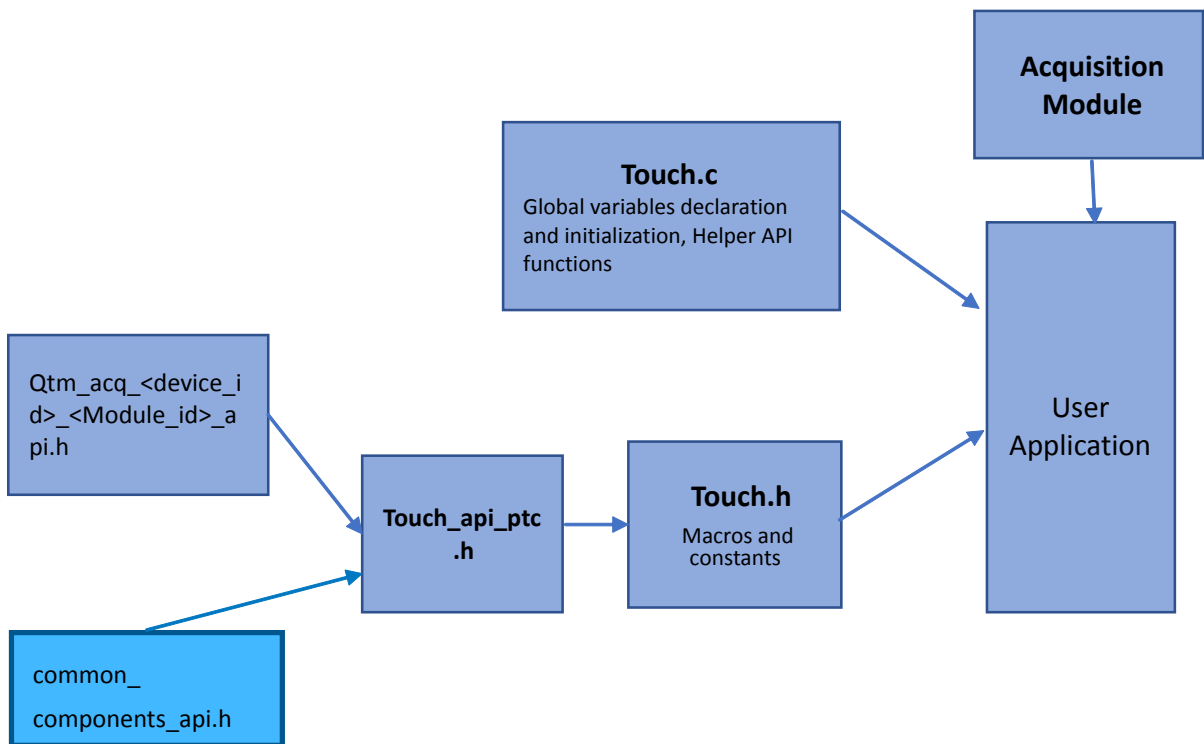 Acquisition
Module
Touch.c
Global variables declaration
and initialization, Helper API
functions
Qtm_acq_<device_i
d>_<Module_id>_a
pi.h
User
Application
Touch_api_ptc
.h
Touch.h
Macros and
constants
common_
components_api.h